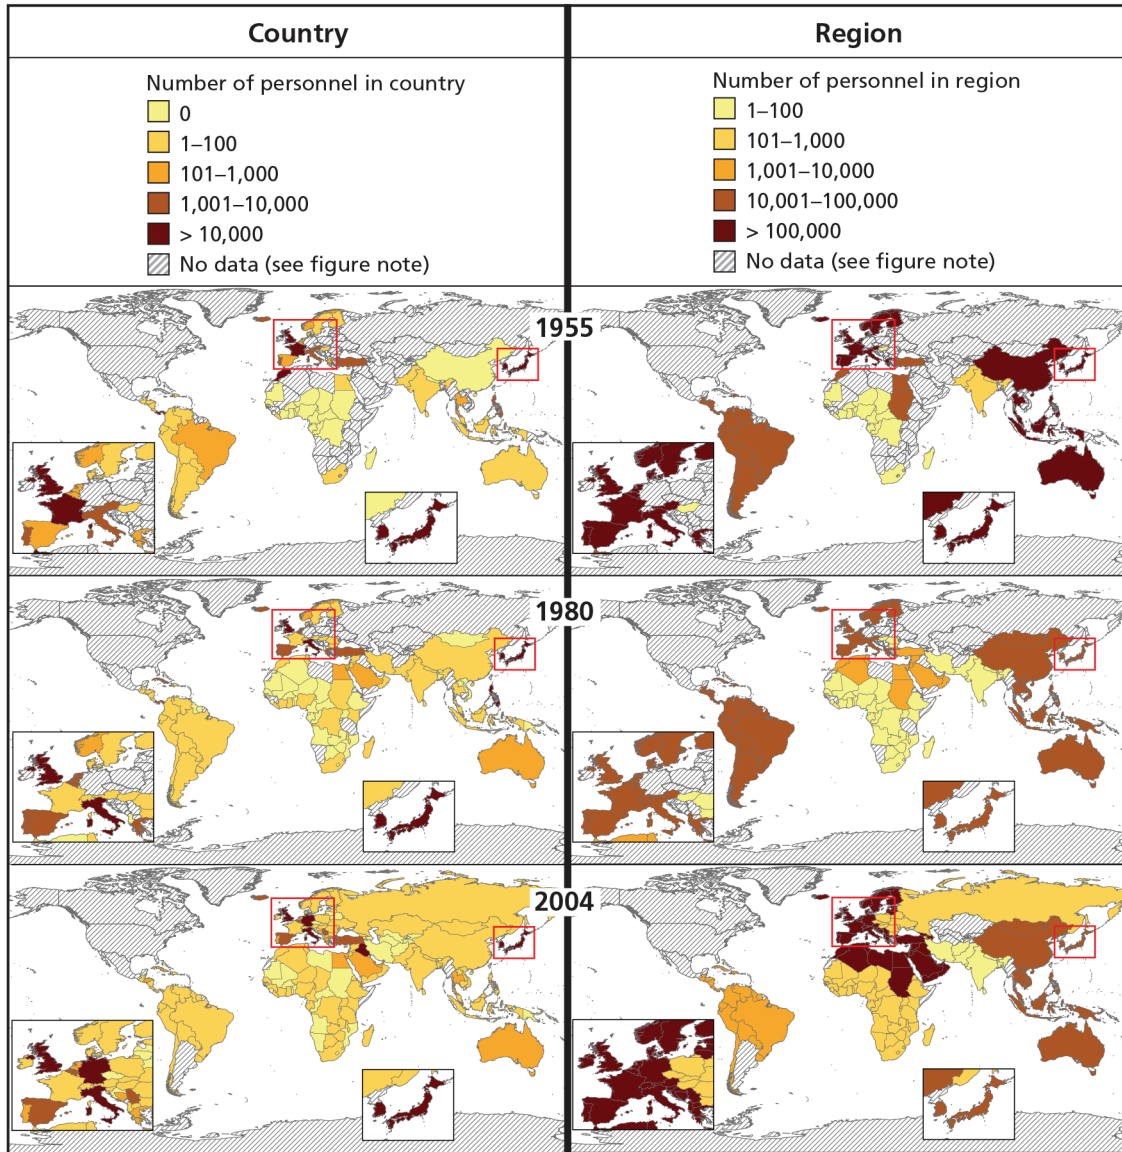 Country
Number of personnel in country
0
1–100
101–1,000
1,001–10,000
> 10,000
No data (see figure note)
Region
Number of personnel in region
1–100
101–1,000
1,001–10,000
10,001–100,000
> 100,000
No data (see figure note)
1955
1980
2004